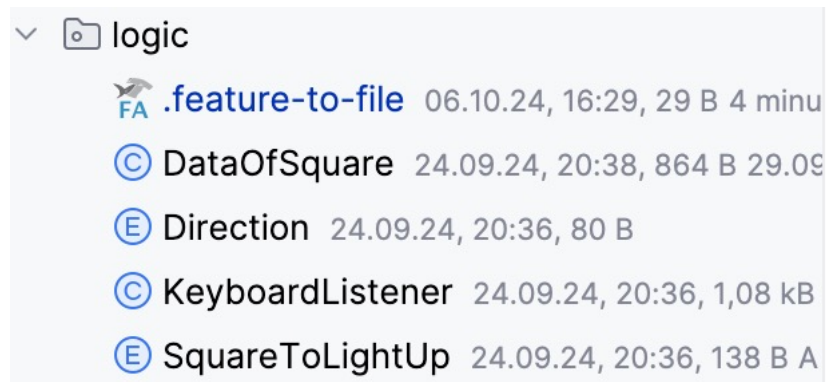 logic
FA .feature-to-file 06.10.24, 16:29, 29 B 4 minu
C DataOfSquare 24.09.24, 20:38, 864 B 29.09
E Direction 24.09.24, 20:36, 80 B
C KeyboardListener 24.09.24, 20:36, 1,08 kB
E SquareToLightUp 24.09.24, 20:36, 138 B A